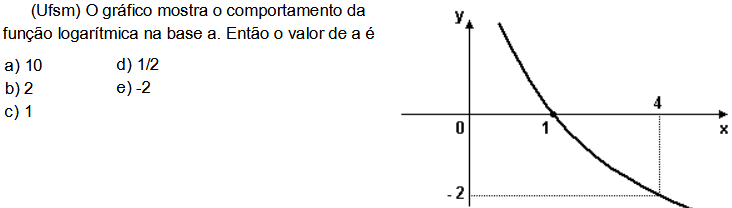 (Ufsm) O gráfico mostra o comportamento da
função logarítmica na base a. Então o valor de a é
a) 10
b) 2
c) 1
d) 1/2
e) -2
y
4
0
1
x
- 2